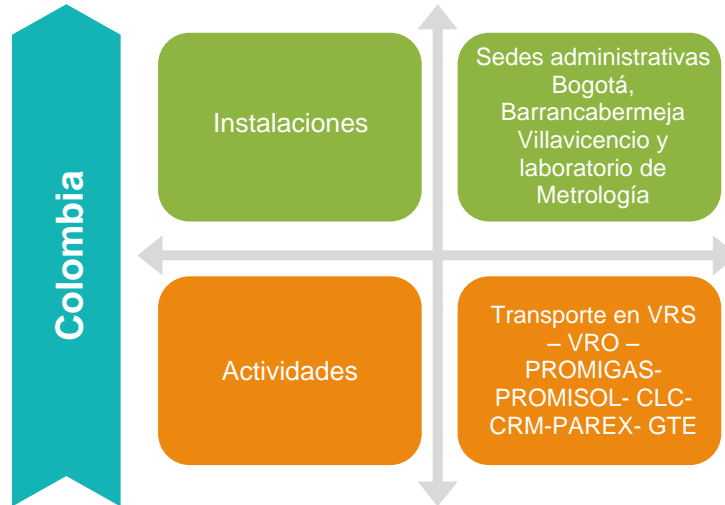 Colombia
Instalaciones
Sedes administrativas
Bogotá,
Barrancabermeja
Villavicencio y
laboratorio de
Metrología
Actividades
Transporte en VRS
– VRO –
PROMIGAS-
PROMISOL- CLC-
CRM-PAREX- GTE